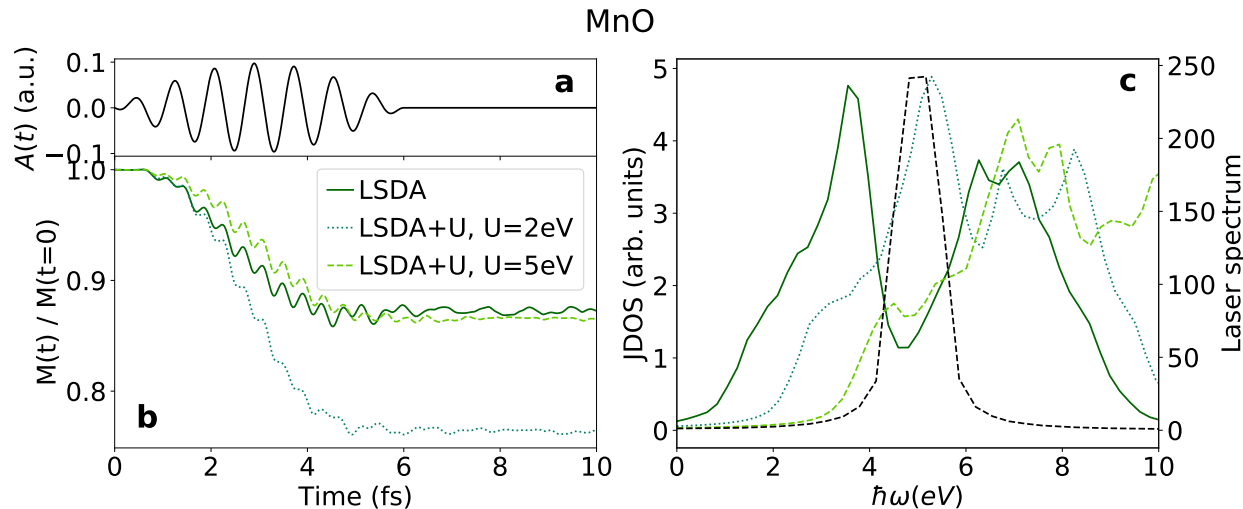 MnO
A(t) (a.u.)
0.1
0.0
−0.1
a
M(t) / M(t=0)
1.0
0.9
0.8
LSDA
LSDA+U, U=2eV
LSDA+U, U=5eV
b
0 2 4 6 8 10
Time (fs)
JDOS (arb. units)
5
4
3
2
1
0
c
250
200
150
100
50
0
Laser spectrum
0 2 4 6 8 10
ħω(eV)